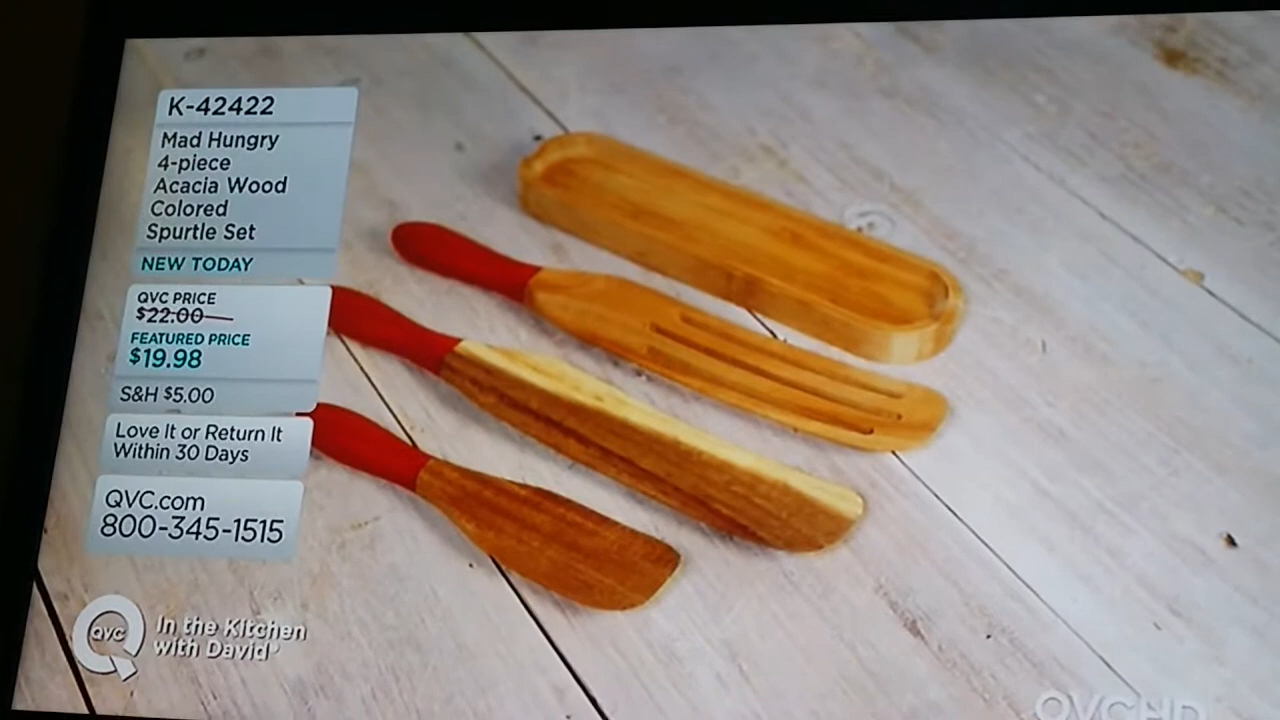 K-42422
Mad Hungry
4-piece
Acacia Wood
Colored
Spurtle Set
NEW TODAY
QVC PRICE
$22.00
FEATURED PRICE
$19.98
S&H $5.00
Love It or Return It
Within 30 Days
QVC.com
800-345-1515
QVC
In the Kitchen
with David
QVCHD